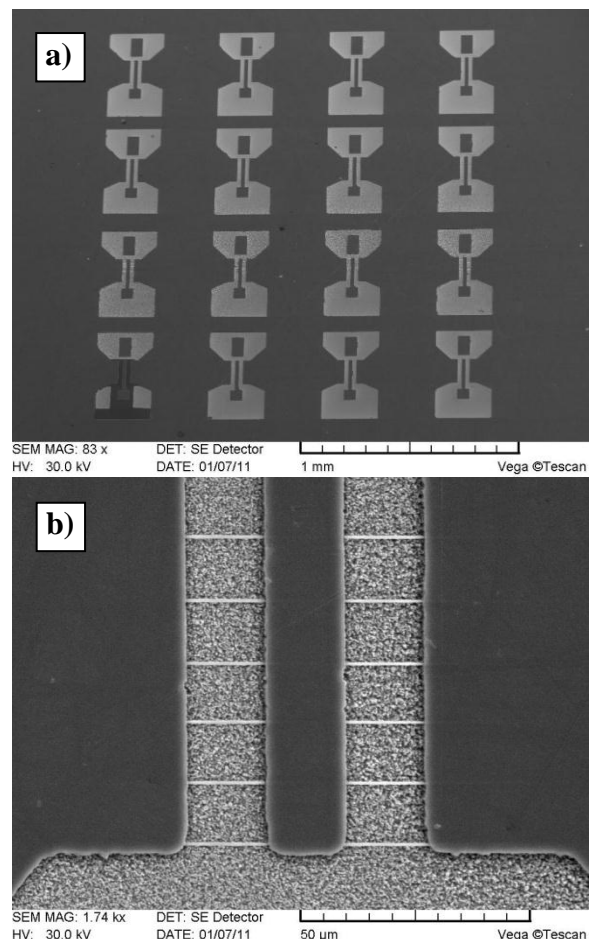 a)
SEM MAG: 83 x DET: SE Detector
HV: 30.0 kV DATE: 01/07/11 1 mm Vega ©Tescan
b)
SEM MAG: 1.74 kx DET: SE Detector
HV: 30.0 kV DATE: 01/07/11 50 um Vega ©Tescan